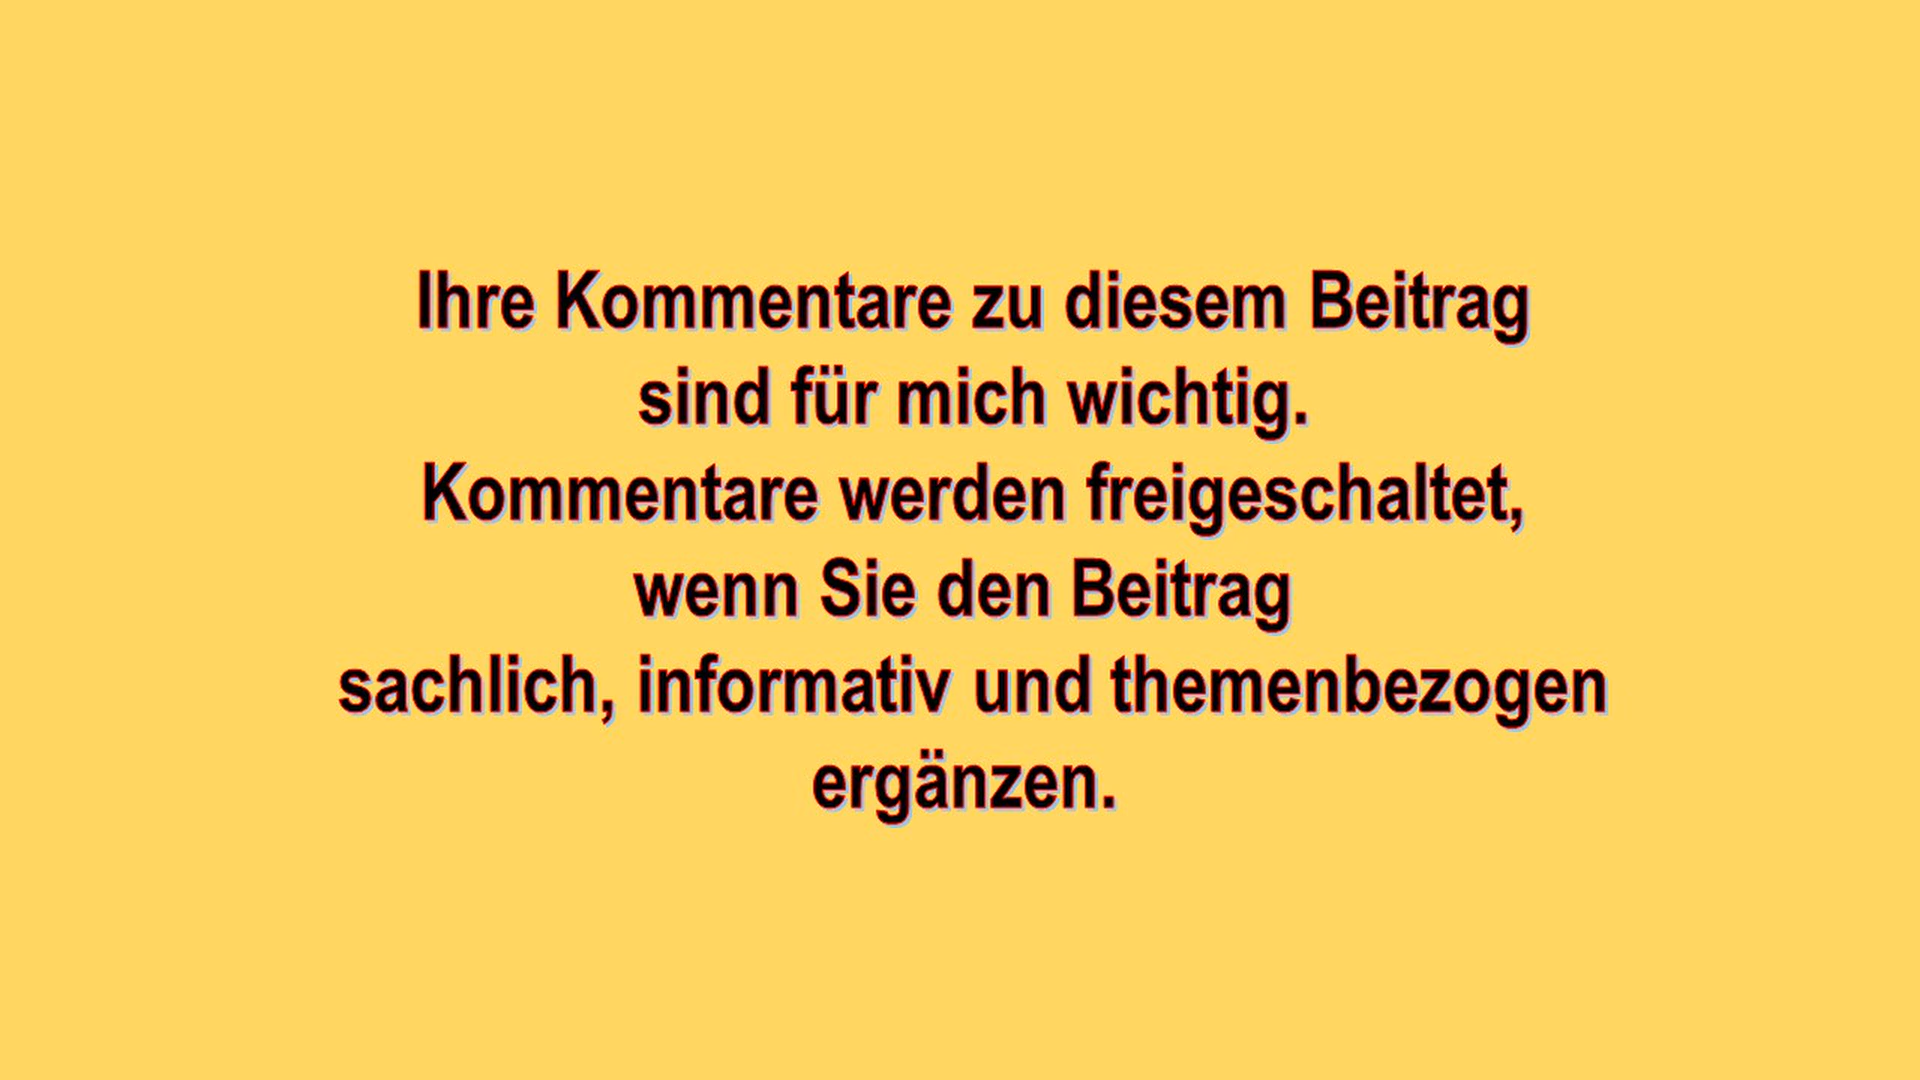 Ihre Kommentare zu diesem Beitrag
sind für mich wichtig.
Kommentare werden freigeschaltet,
wenn Sie den Beitrag
sachlich, informativ und themenbezogen
ergänzen.